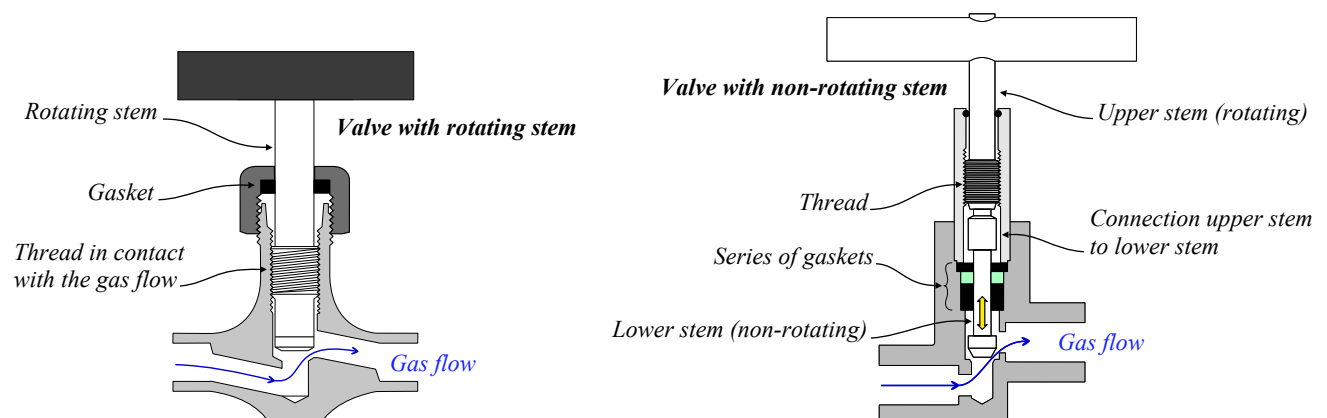 Rotating stem
Valve with rotating stem
Gasket
Thread in contact
with the gas flow
Gas flow
Valve with non-rotating stem
Upper stem (rotating)
Thread
Connection upper stem
to lower stem
Series of gaskets
Lower stem (non-rotating)
Gas flow